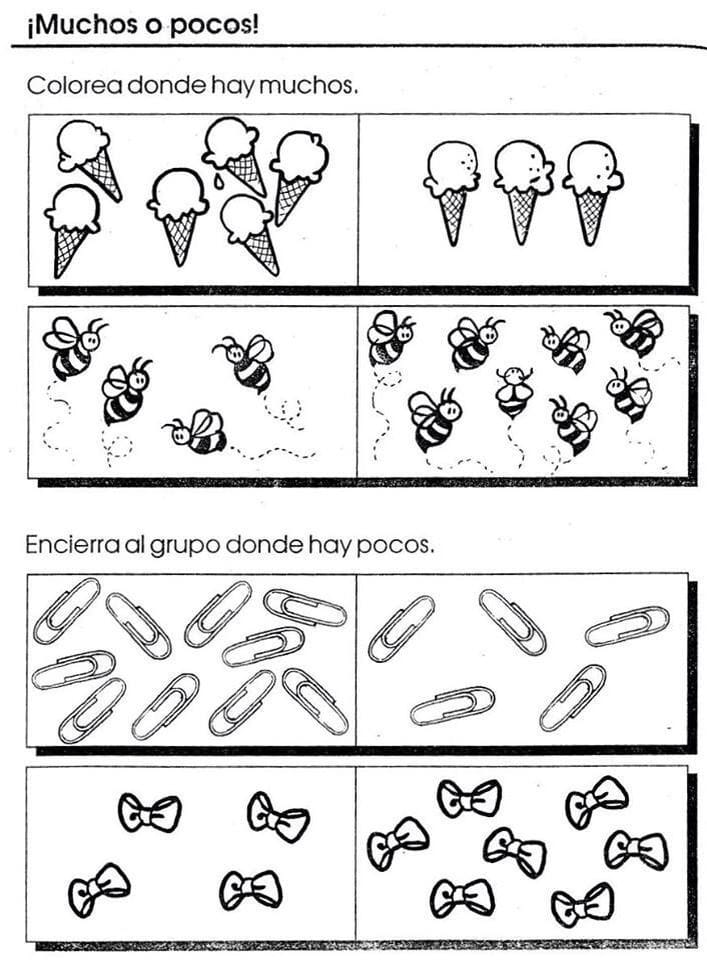 ¡Muchos o pocos!
Colorea donde hay muchos.
Encierra al grupo donde hay pocos.